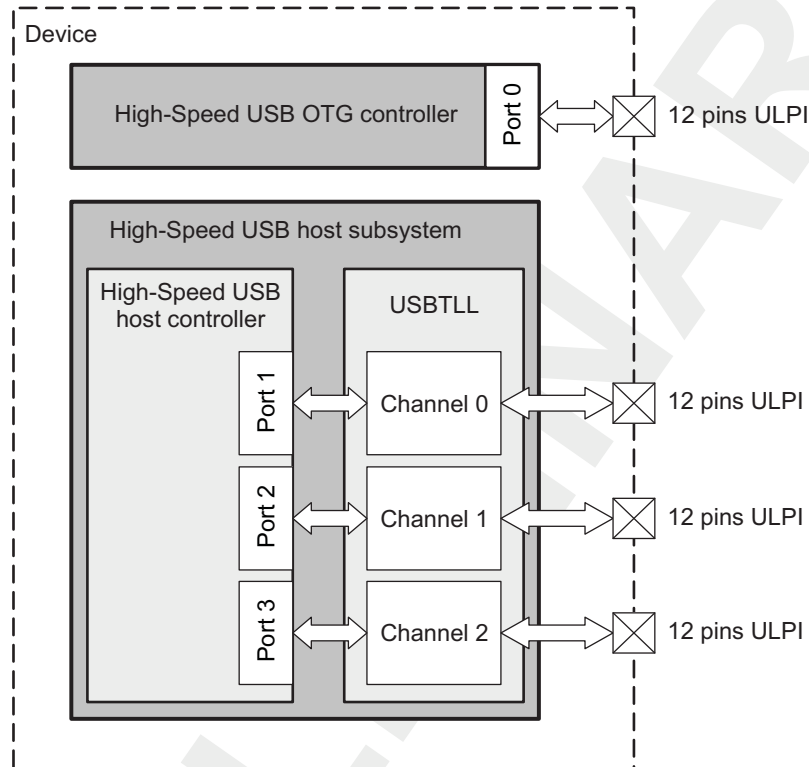 Device
High-Speed USB OTG controller
Port 0
12 pins ULPI
High-Speed USB host subsystem
High-Speed USB
host controller
USBTLL
Port 1
Channel 0
12 pins ULPI
Port 2
Channel 1
12 pins ULPI
Port 3
Channel 2
12 pins ULPI